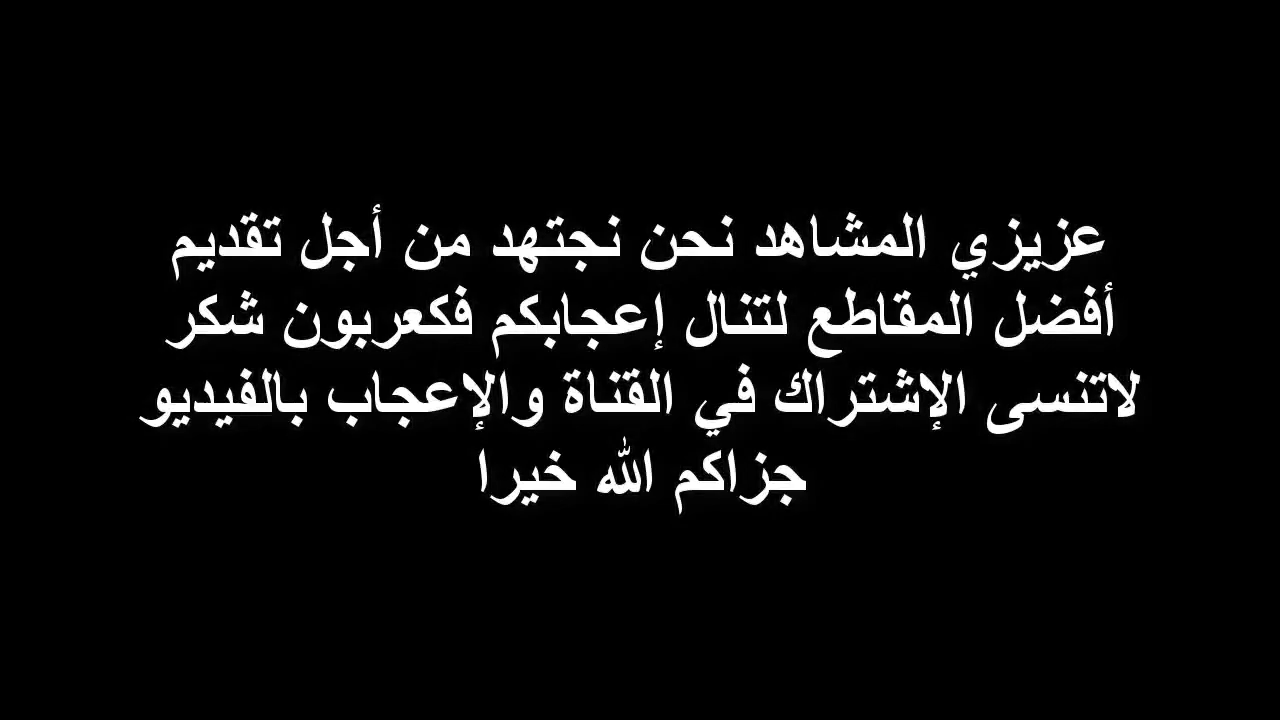 عزيزي المشاهد نحن نجتهد من أجل تقديم
أفضل المقاطع لتنال إعجابكم فكعربون شكر
لاتنسى الإشتراك في القناة والإعجاب بالفيديو
جزاكم الله خيرا